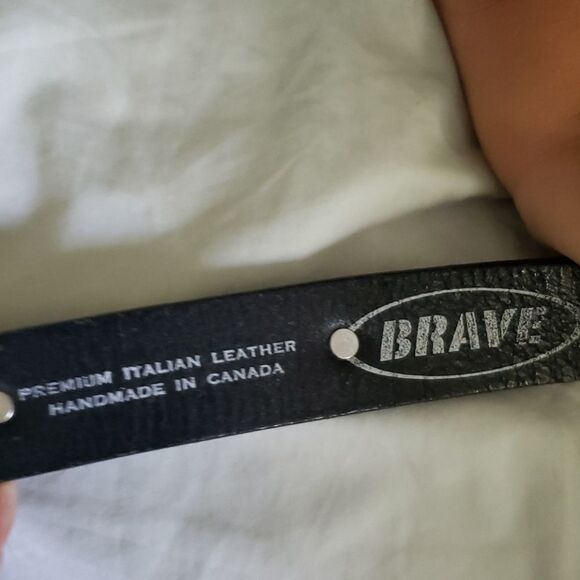 PREMIUM ITALIAN LEATHER
HANDMADE IN CANADA
BRAVE